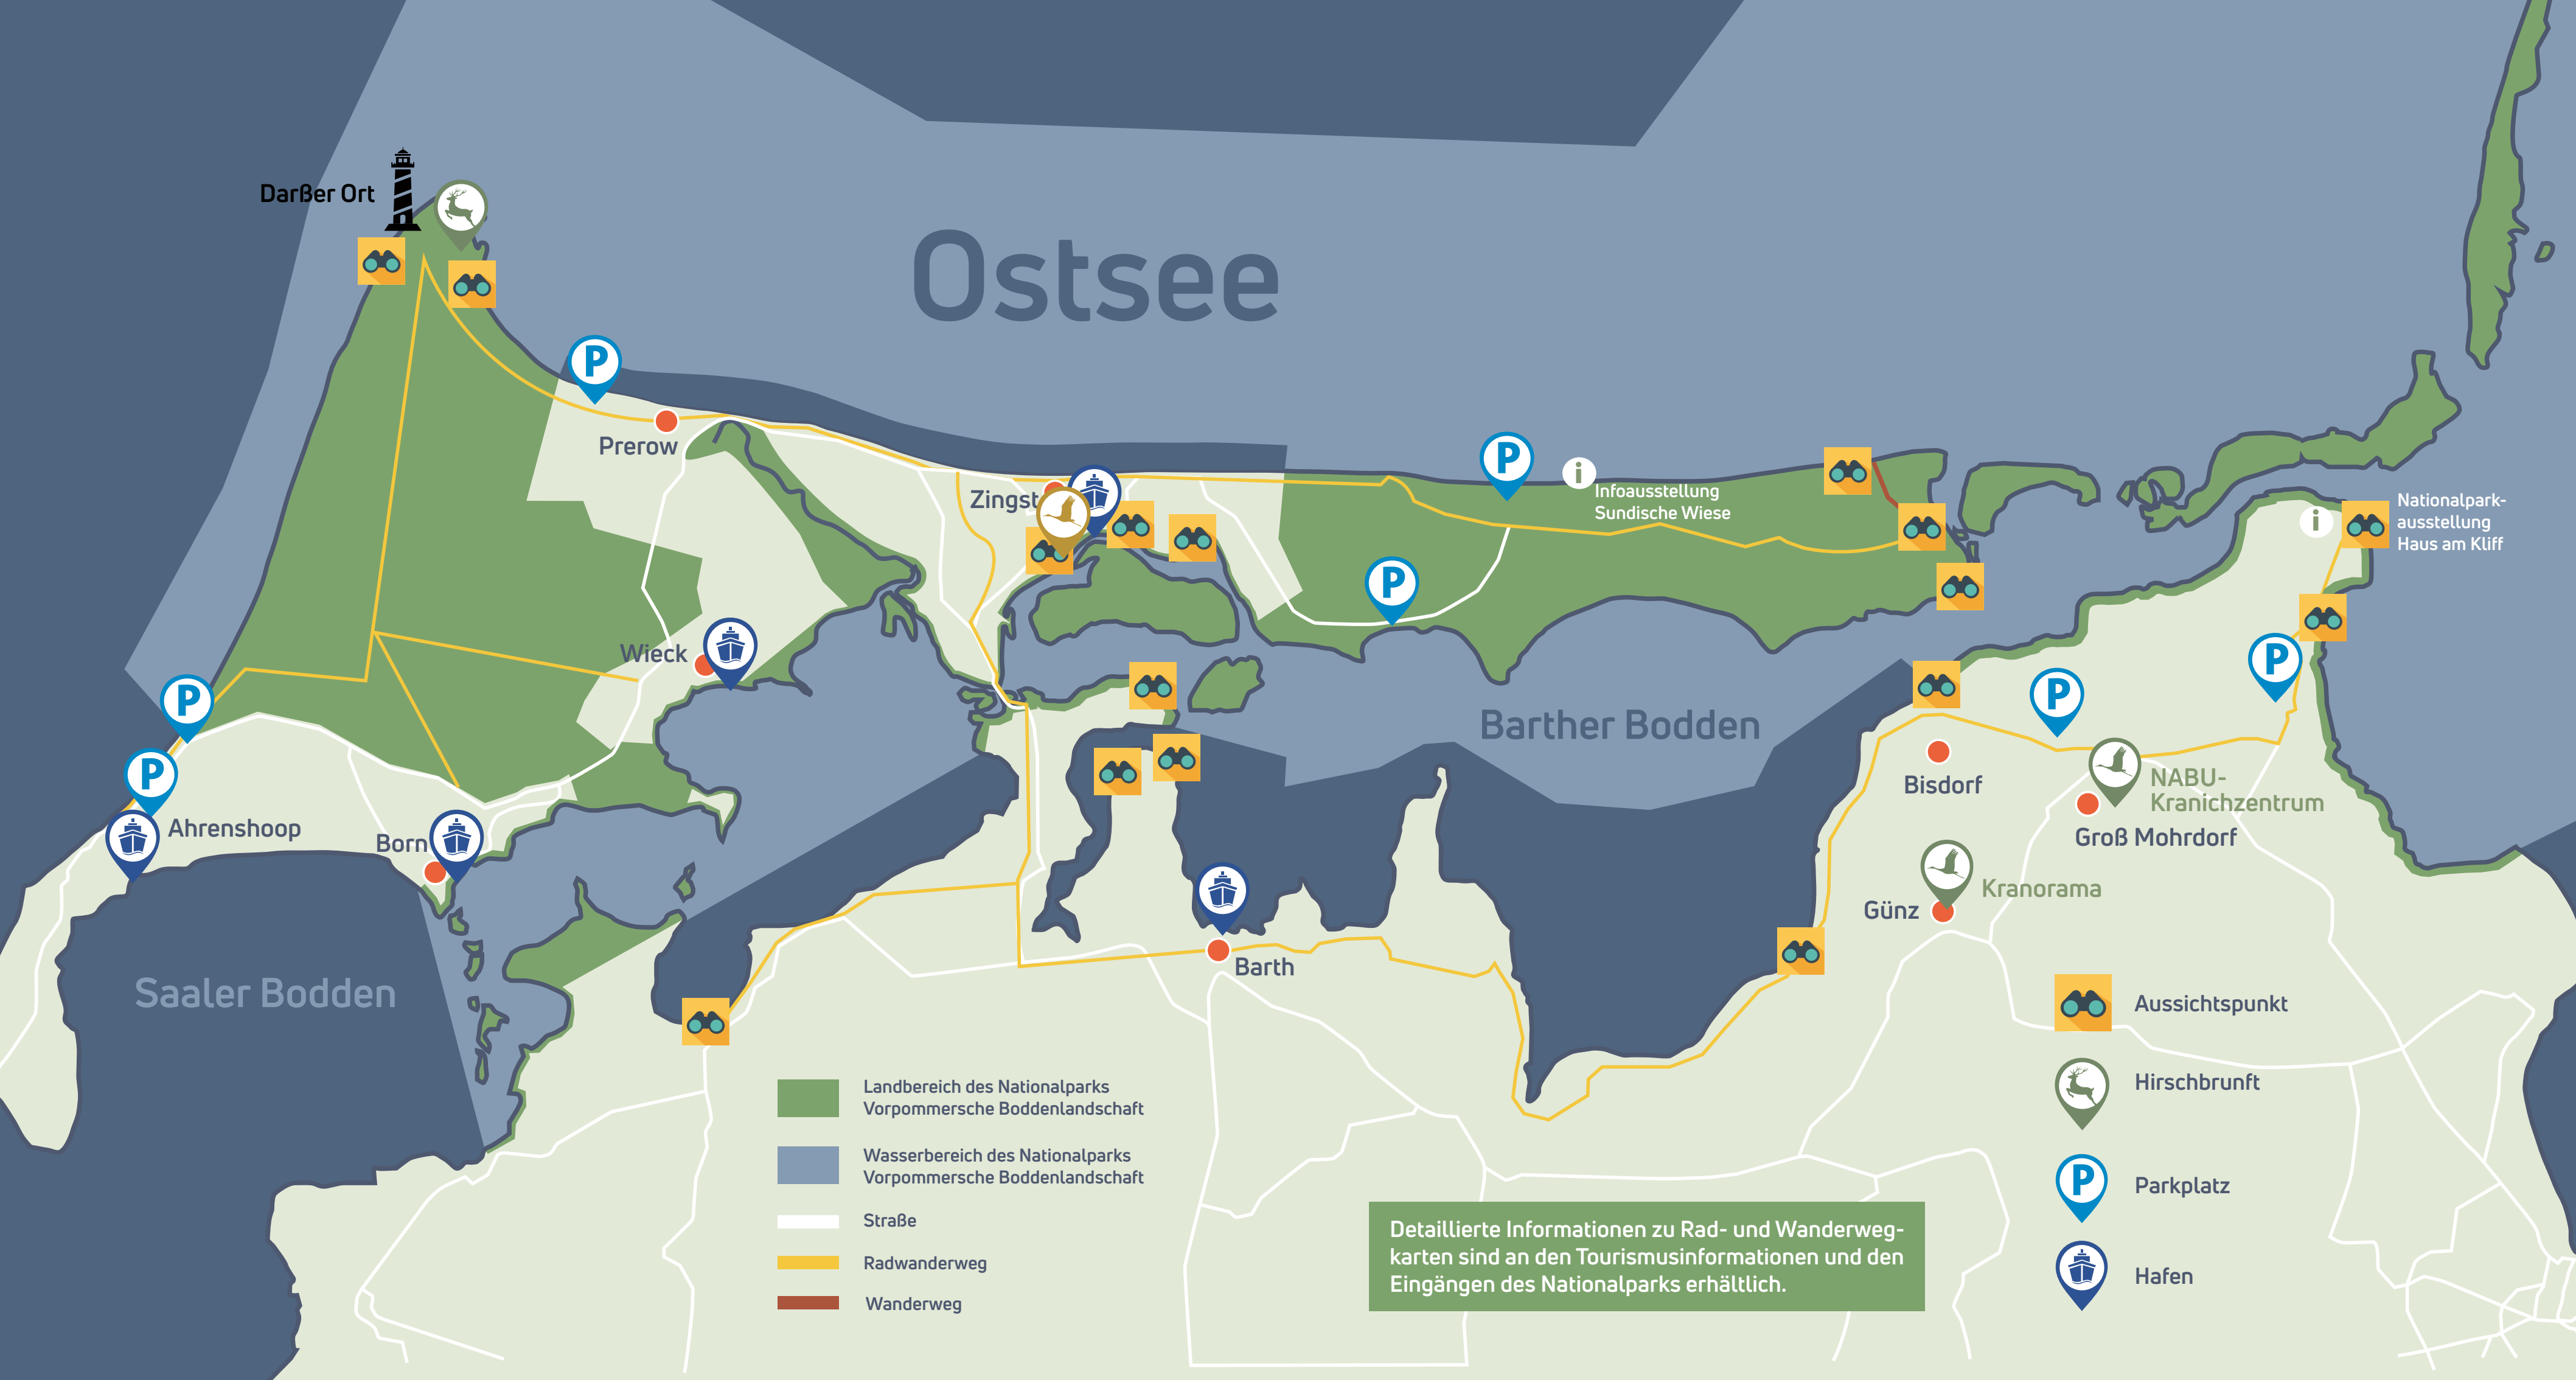 Darßer Ort
Ostsee
P
Prerow
P
Zingst
i
Infoausstellung
Sundische Wiese
i
Nationalpark-
ausstellung
Haus am Kliff
P
Wieck
P
P
P
Barther Bodden
P
Bisdorf
NABU-
Kranichzentrum
Groß Mohrdorf
Ahrenshoop
Born
Kranorama
Günz
Barth
Saaler Bodden
Aussichtspunkt
Hirschbrunft
P
Parkplatz
Hafen
Landbereich des Nationalparks
Vorpommersche Boddenlandschaft
Wasserbereich des Nationalparks
Vorpommersche Boddenlandschaft
Straße
Radwanderweg
Wanderweg
Detaillierte Informationen zu Rad- und Wanderweg-
karten sind an den Tourismusinformationen und den
Eingängen des Nationalparks erhältlich.